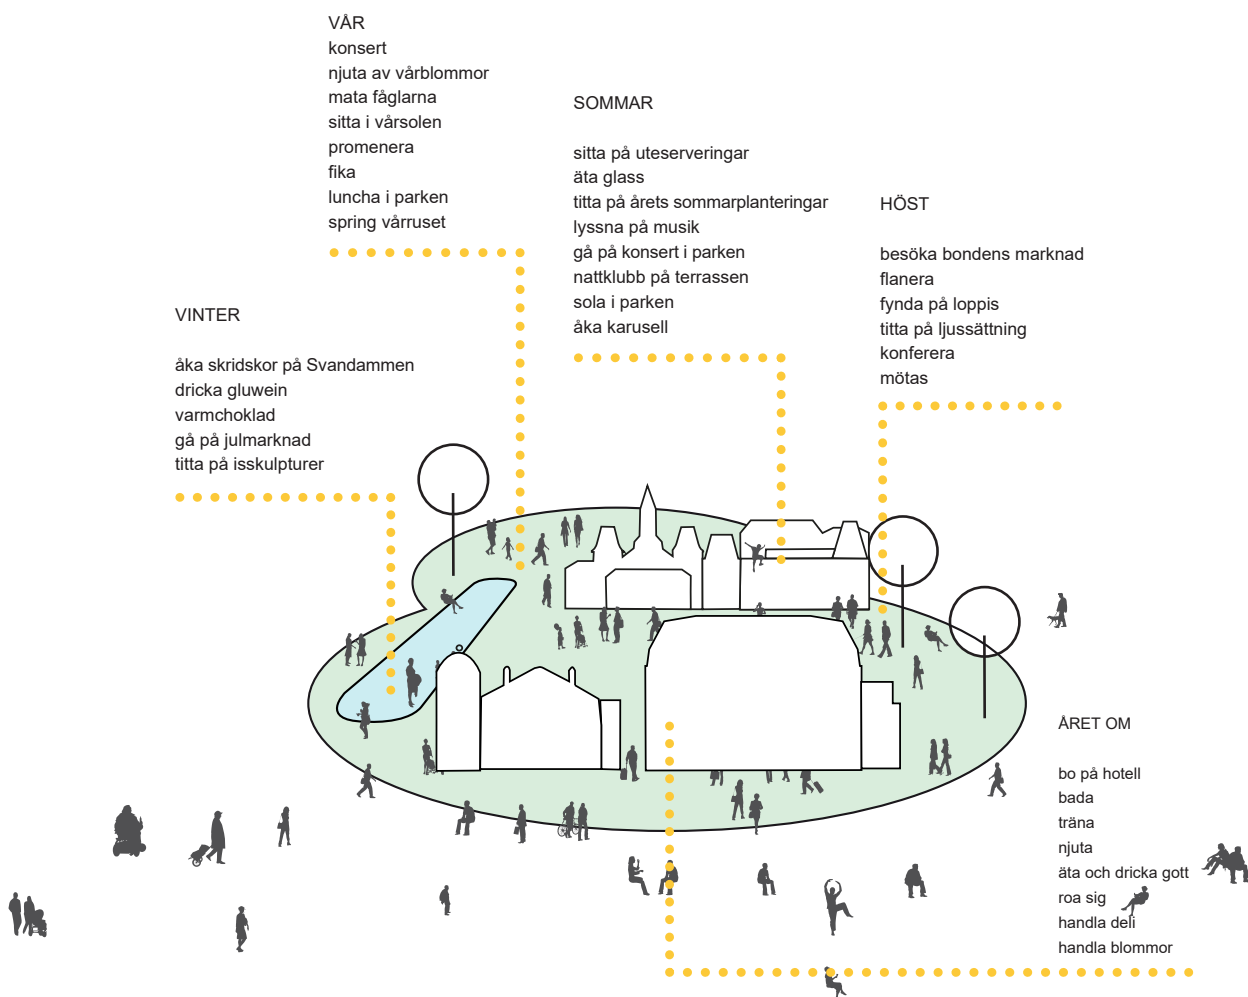 VÅR
konsert
njuta av vårblommor
mata fåglarna
sitta i vårsolen
promenera
fika
luncha i parken
spring vårruset
SOMMAR
sitta på uteserveringar
äta glass
titta på årets sommarplanteringar
lyssna på musik
gå på konsert i parken
nattklubb på terrassen
sola i parken
åka karusell
HÖST
besöka bondens marknad
flanera
fynda på loppis
titta på ljussättning
konferera
mötas
VINTER
åka skridskor på Svandammen
dricka gluwein
varmchoklad
gå på julmarknad
titta på isskulpturer
ÅRET OM
bo på hotell
bada
träna
njuta
äta och dricka gott
roa sig
handla deli
handla blommor